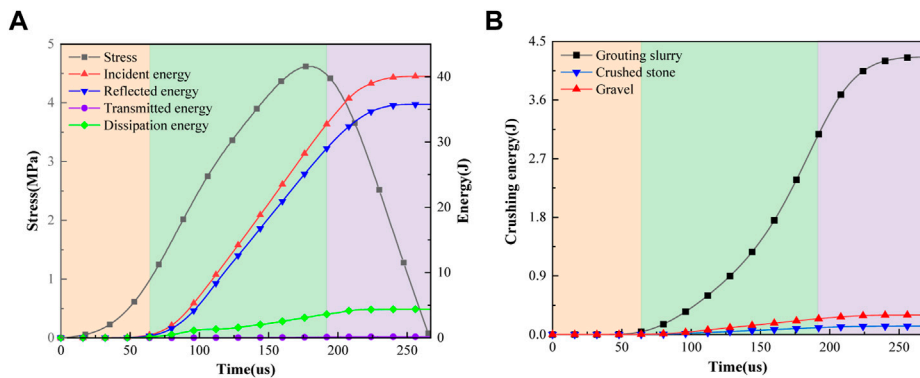 A
Stress(MPa)
5
4
3
2
1
0
Stress
Incident energy
Reflected energy
Transmitted energy
Dissipation energy
40
30
20
10
0
Energy(J)
0 50 100 150 200 250
Time(us)
B
Crushing energy(J)
4.5
3.6
2.7
1.8
0.9
0.0
Grouting slurry
Crushed stone
Gravel
0 50 100 150 200 250
Time(us)